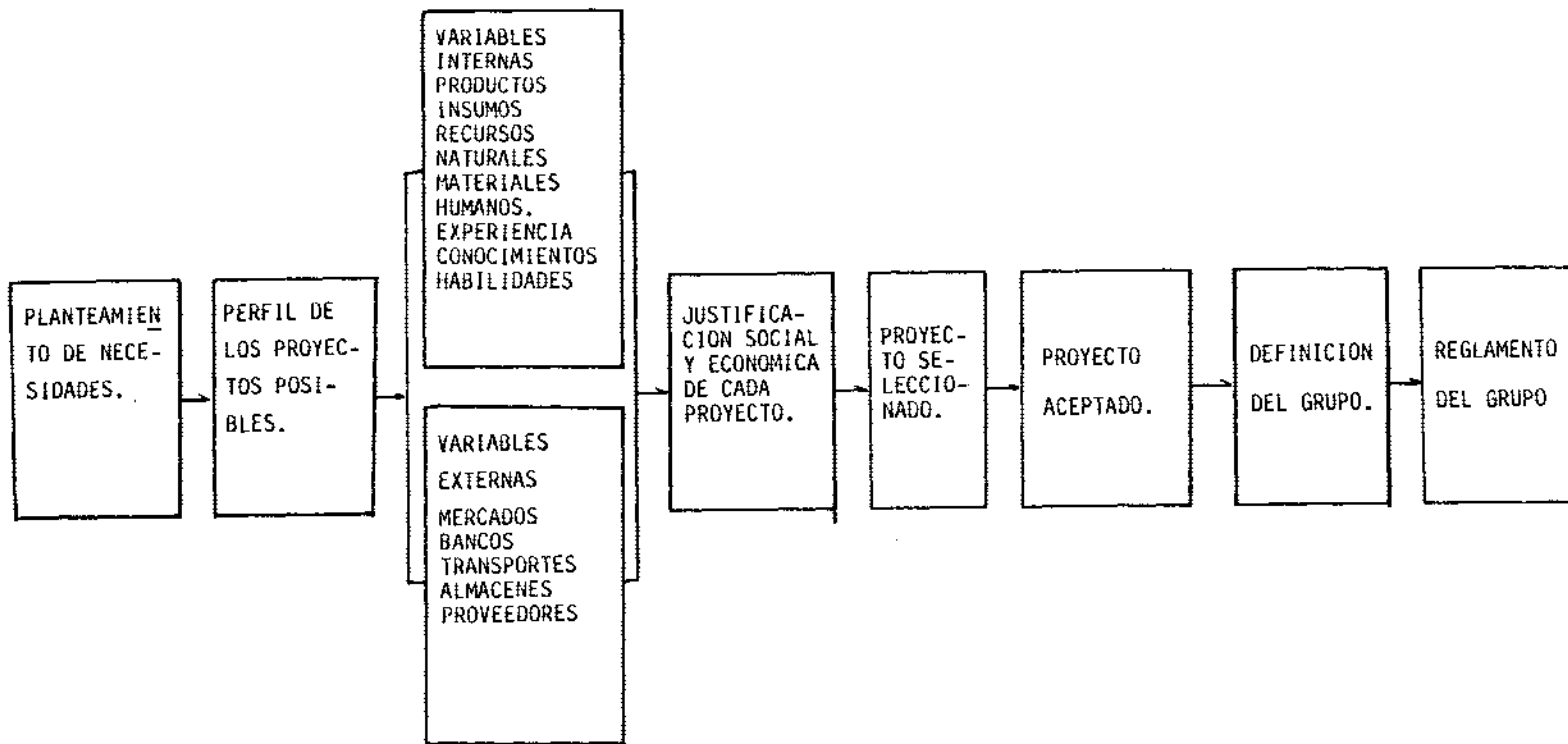 PLANTEAMIEN
TO DE NECE-
SIDADES.
PERFIL DE
LOS PROYEC-
TOS POSI-
BLES.
VARIABLES
INTERNAS
PRODUCTOS
INSUMOS
RECURSOS
NATURALES
MATERIALES
HUMANOS.
EXPERIENCIA
CONOCIMIENTOS
HABILIDADES
VARIABLES
EXTERNAS
MERCADOS
BANCOS
TRANSPORTES
ALMACENES
PROVEEDORES
JUSTIFICA-
CION SOCIAL
Y ECONOMICA
DE CADA
PROYECTO.
PROYEC-
TO SE-
LECCIO-
NADO.
PROYECTO
ACEPTADO.
DEFINICION
DEL GRUPO.
REGLAMENTO
DEL GRUPO